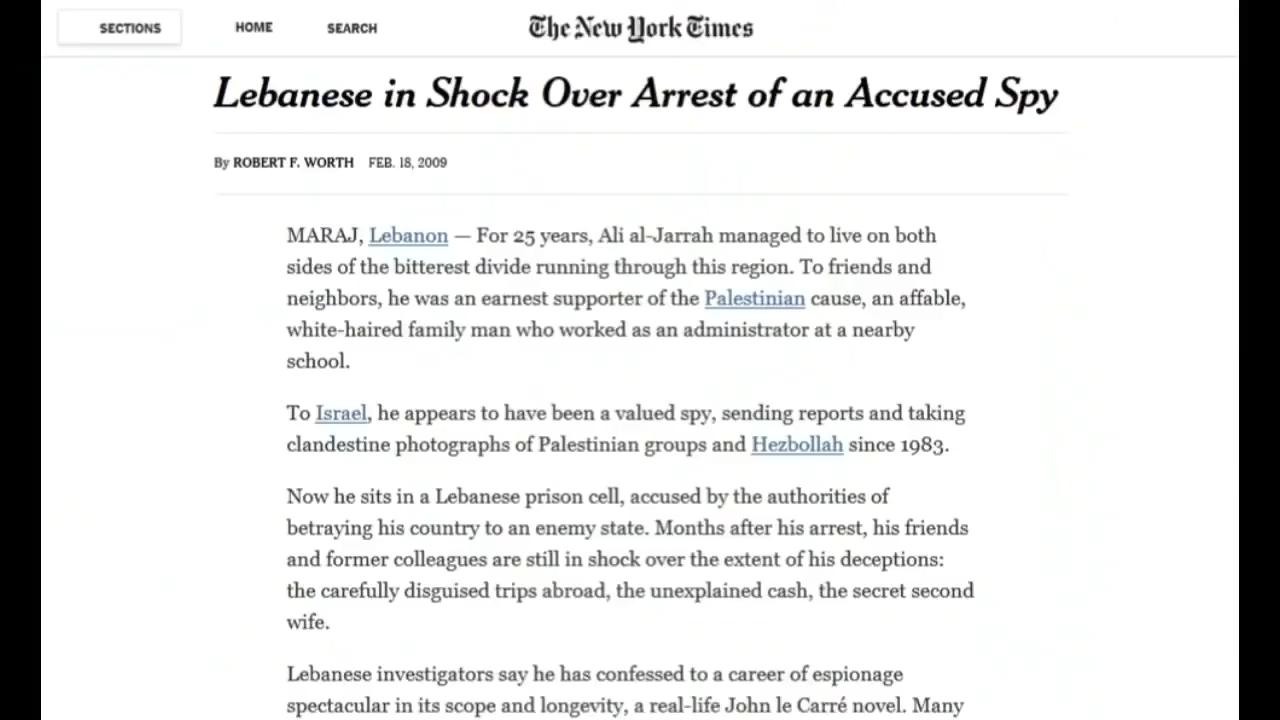 SECTIONS HOME SEARCH The New York Times
Lebanese in Shock Over Arrest of an Accused Spy
By ROBERT F. WORTH FEB. 18, 2009
MARAJ, Lebanon — For 25 years, Ali al-Jarrah managed to live on both
sides of the bitterest divide running through this region. To friends and
neighbors, he was an earnest supporter of the Palestinian cause, an affable,
white-haired family man who worked as an administrator at a nearby
school.
To Israel, he appears to have been a valued spy, sending reports and taking
clandestine photographs of Palestinian groups and Hezbollah since 1983.
Now he sits in a Lebanese prison cell, accused by the authorities of
betraying his country to an enemy state. Months after his arrest, his friends
and former colleagues are still in shock over the extent of his deceptions:
the carefully disguised trips abroad, the unexplained cash, the secret second
wife.
Lebanese investigators say he has confessed to a career of espionage
spectacular in its scope and longevity, a real-life John le Carré novel. Many